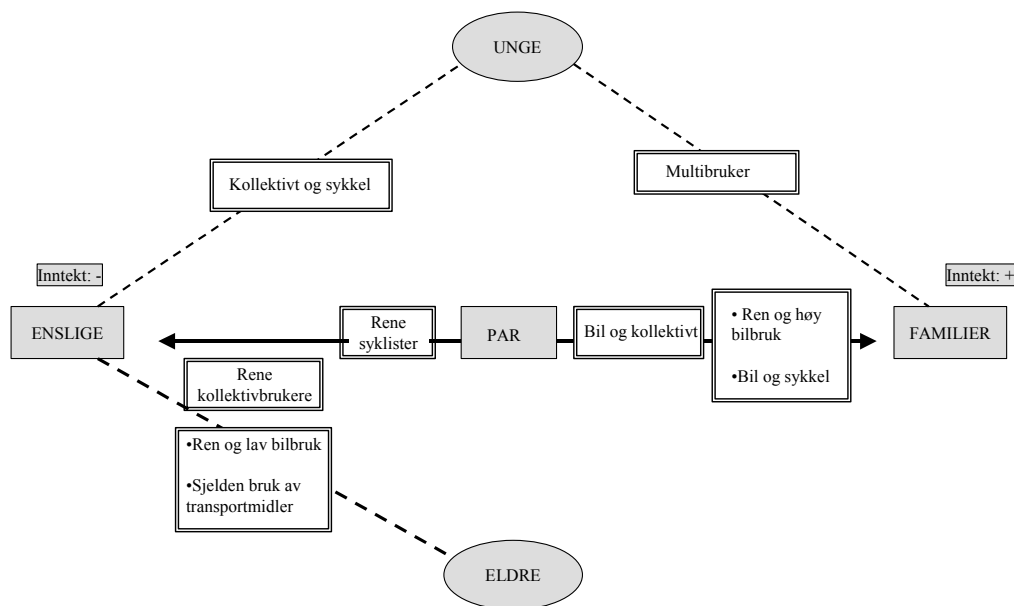 UNGE
Kollektivt og sykkel
Multibruker
Inntekt: -
Inntekt: +
ENSLIGE
Rene
syklister
PAR
Bil og kollektivt
• Ren og høy
bilbruk
•Bil og sykkel
FAMILIER
Rene
kollektivbrukere
•Ren og lav bilbruk
•Sjelden bruk av
transportmidler
ELDRE